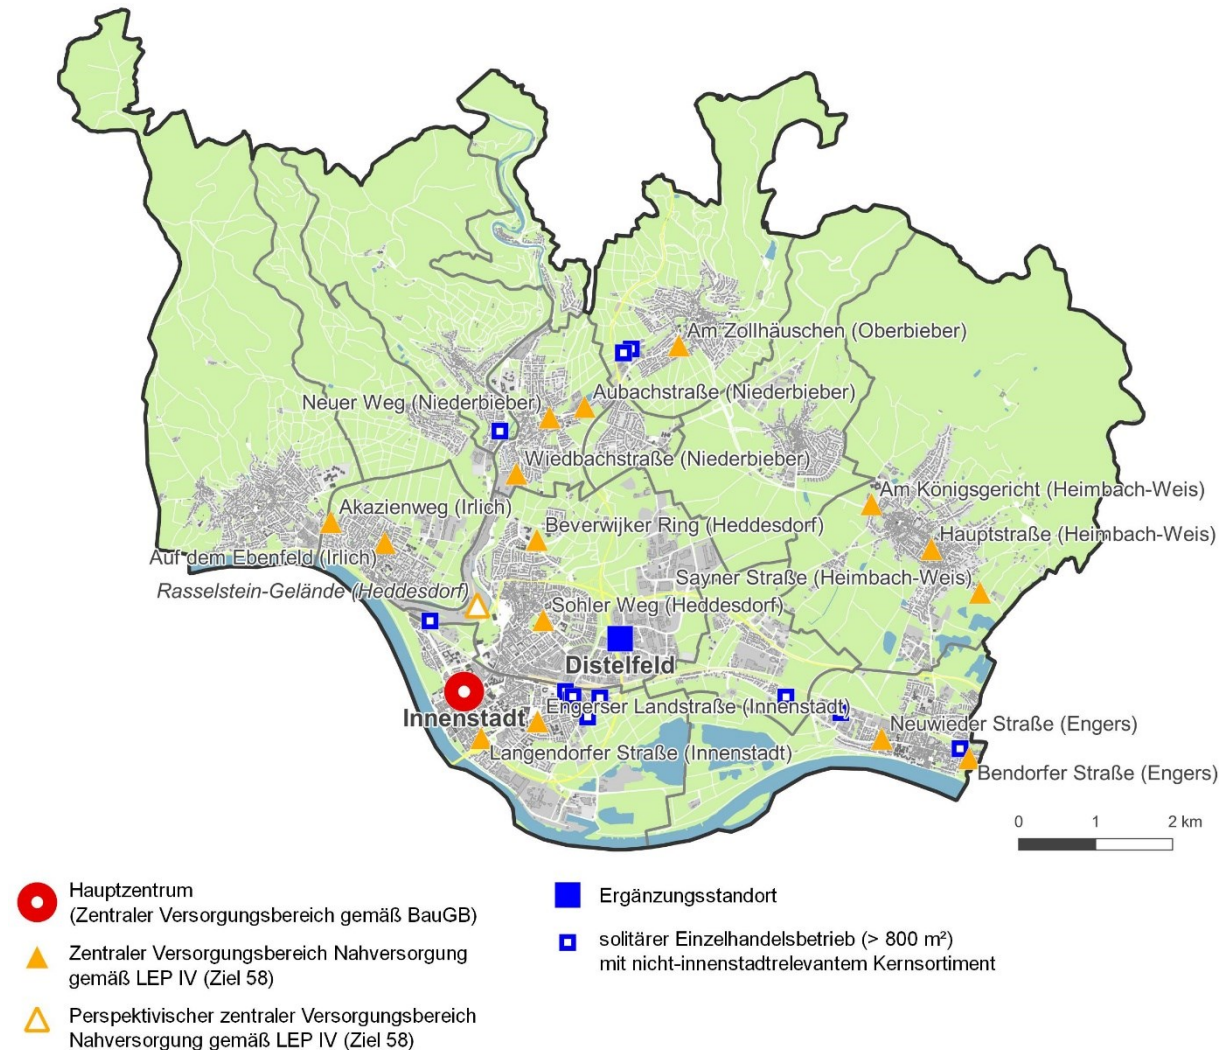 Am Zollhäuschen (Oberbieber)
Aubachstraße (Niederbieber)
Neuer Weg (Niederbieber)
Wiedbachstraße (Niederbieber)
Am Königsgericht (Heimbach-Weis)
Akazienweg (Irlich)
Beverwijker Ring (Heddesdorf)
Hauptstraße (Heimbach-Weis)
Auf dem Ebenfeld (Irlich)
Sayner Straße (Heimbach-Weis)
Rasselstein-Gelände (Heddesdorf)
Sohler Weg (Heddesdorf)
Distelfeld
Engerser Landstraße (Innenstadt)
Innenstadt
Neuwieder Straße (Engers)
Langendorfer Straße (Innenstadt)
Bendorfer Straße (Engers)
0 1 2 km
Hauptzentrum
(Zentraler Versorgungsbereich gemäß BauGB)
Zentraler Versorgungsbereich Nahversorgung
gemäß LEP IV (Ziel 58)
Perspektivischer zentraler Versorgungsbereich
Nahversorgung gemäß LEP IV (Ziel 58)
Ergänzungsstandort
solitärer Einzelhandelsbetrieb (> 800 m²)
mit nicht-innenstadtrelevantem Kernsortiment